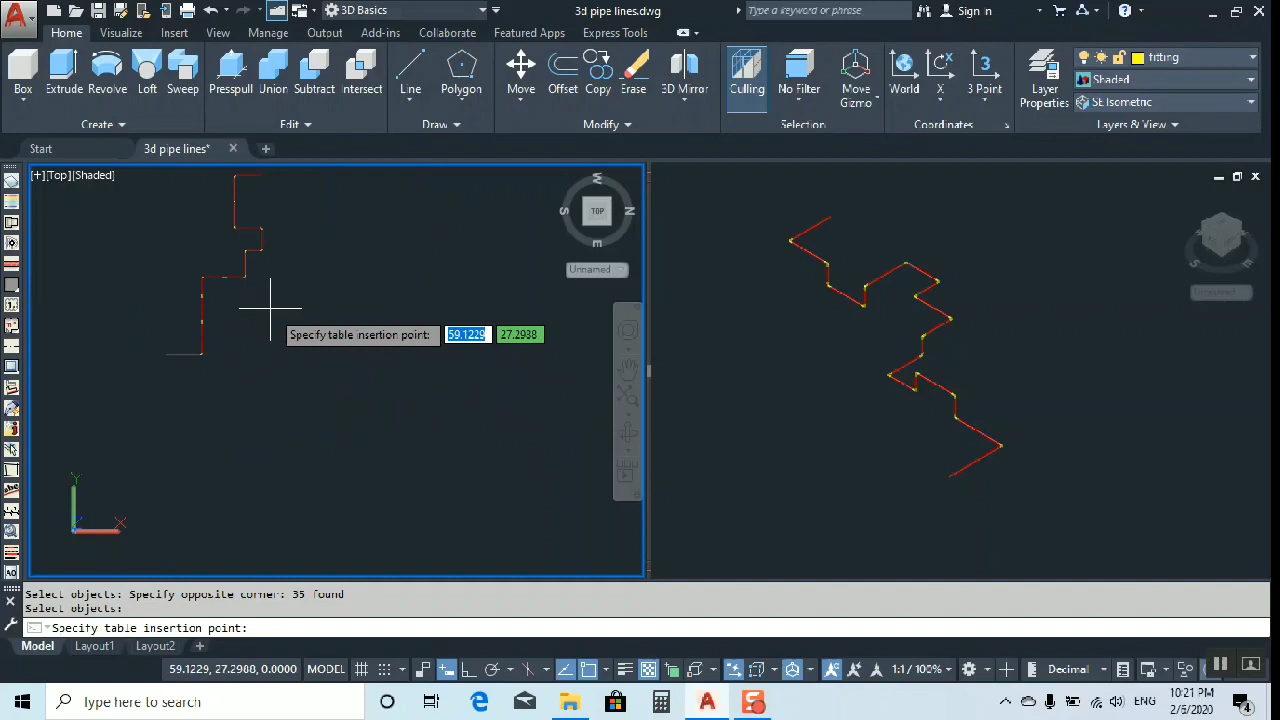 3D Basics
3d pipe lines.dwg
Type a keyword or phrase
Sign In
Home
Visualize
Insert
View
Manage
Output
Add-ins
Collaborate
Featured Apps
Express Tools
Box
Extrude
Revolve
Loft
Sweep
Presspull
Union
Subtract
Intersect
Line
Polygon
Move
Offset
Copy
Erase
3D Mirror
Culling
No Filter
Move
Gizmo
World
X
3 Point
Layer
Properties
fitting
Shaded
SE Isometric
Create
Edit
Draw
Modify
Selection
Coordinates
Layers & View
Start
3d pipe lines*
[+][Top][Shaded]
W
S
TOP
N
E
Unnamed
Specify table insertion point:
59.1229
27.2988
Y
Z
X
Select objects: Specify opposite corner: 35 found
Select objects:
Specify table insertion point:
Model
Layout1
Layout2
59.1229, 27.2988, 0.0000
MODEL
1:1 / 100%
Decimal
Type here to search
ENG
10:21 PM
2/6/2020
4